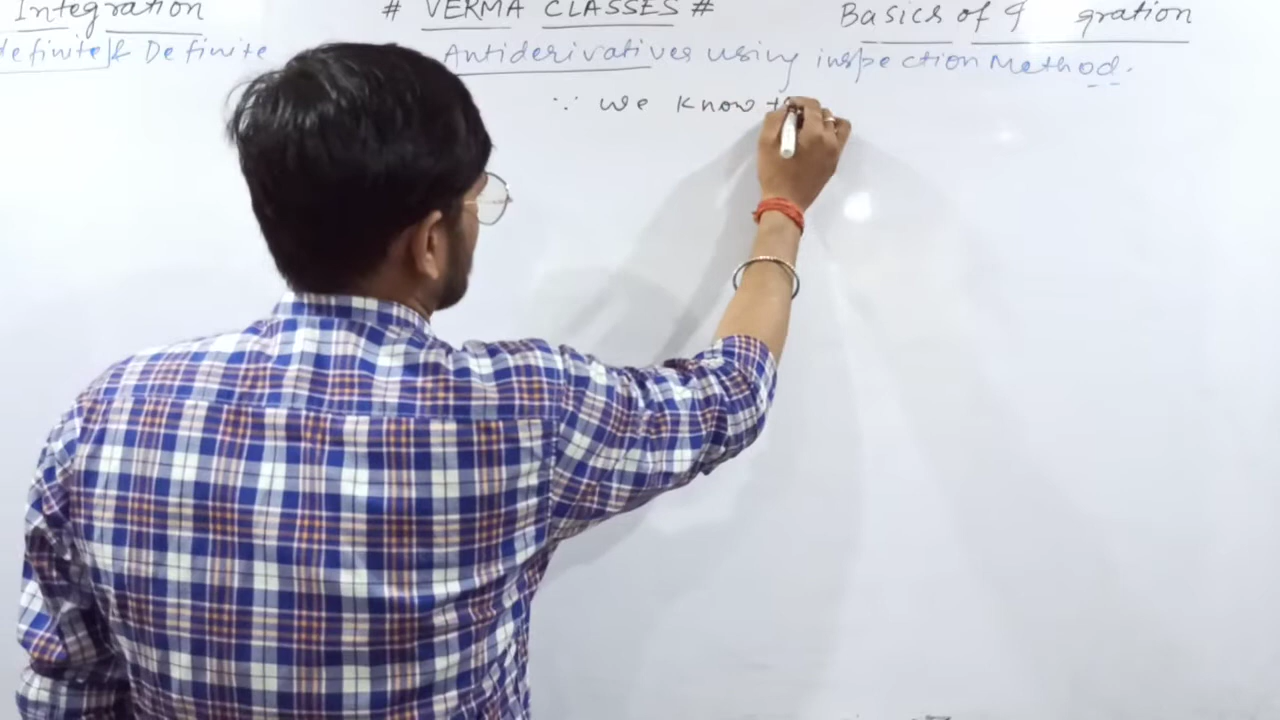 Integration # VERMA CLASSES # Basics of gration
definite & Definite Antiderivatives using inspection Method.
∵ we know